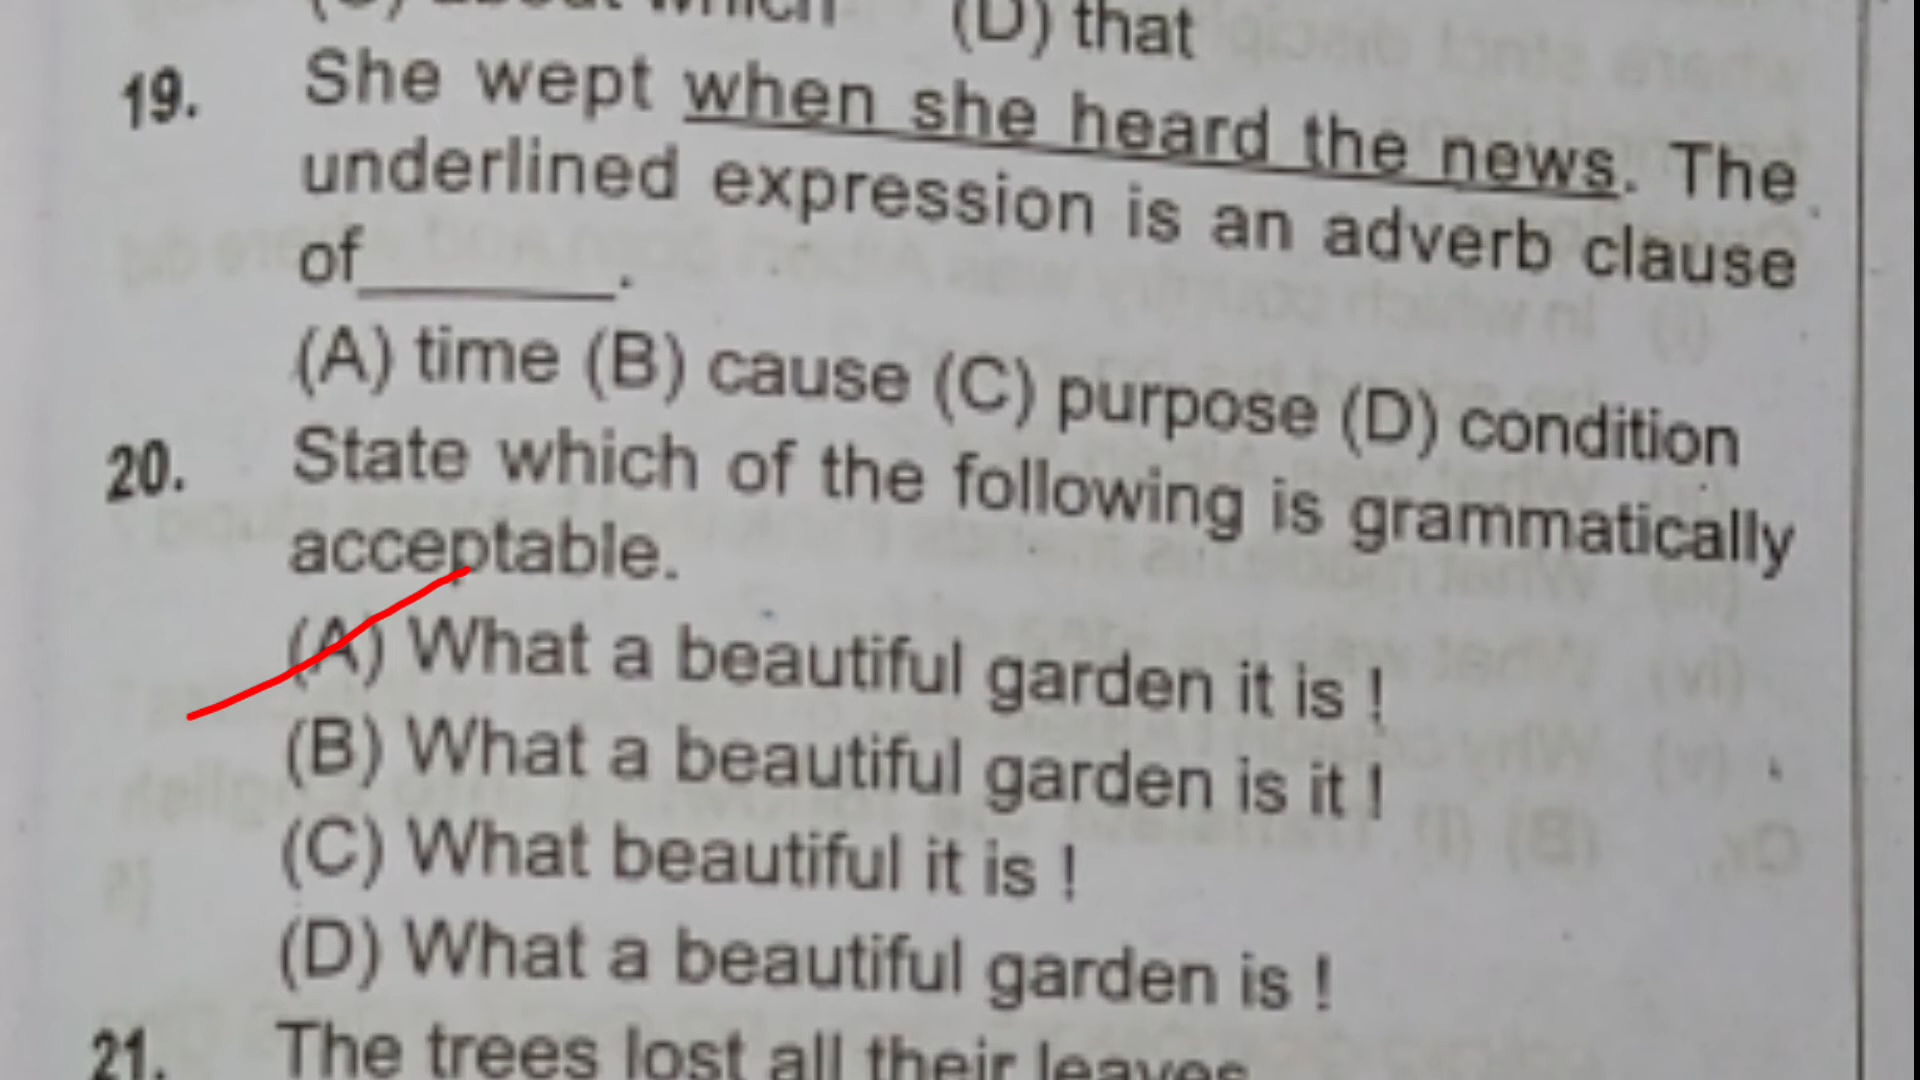 (C) about which (D) that
19. She wept when she heard the news. The
underlined expression is an adverb clause
of_______.
(A) time (B) cause (C) purpose (D) condition
20. State which of the following is grammatically
acceptable.
(A) What a beautiful garden it is !
(B) What a beautiful garden is it !
(C) What beautiful it is !
(D) What a beautiful garden is !
21. The trees lost all their leaves